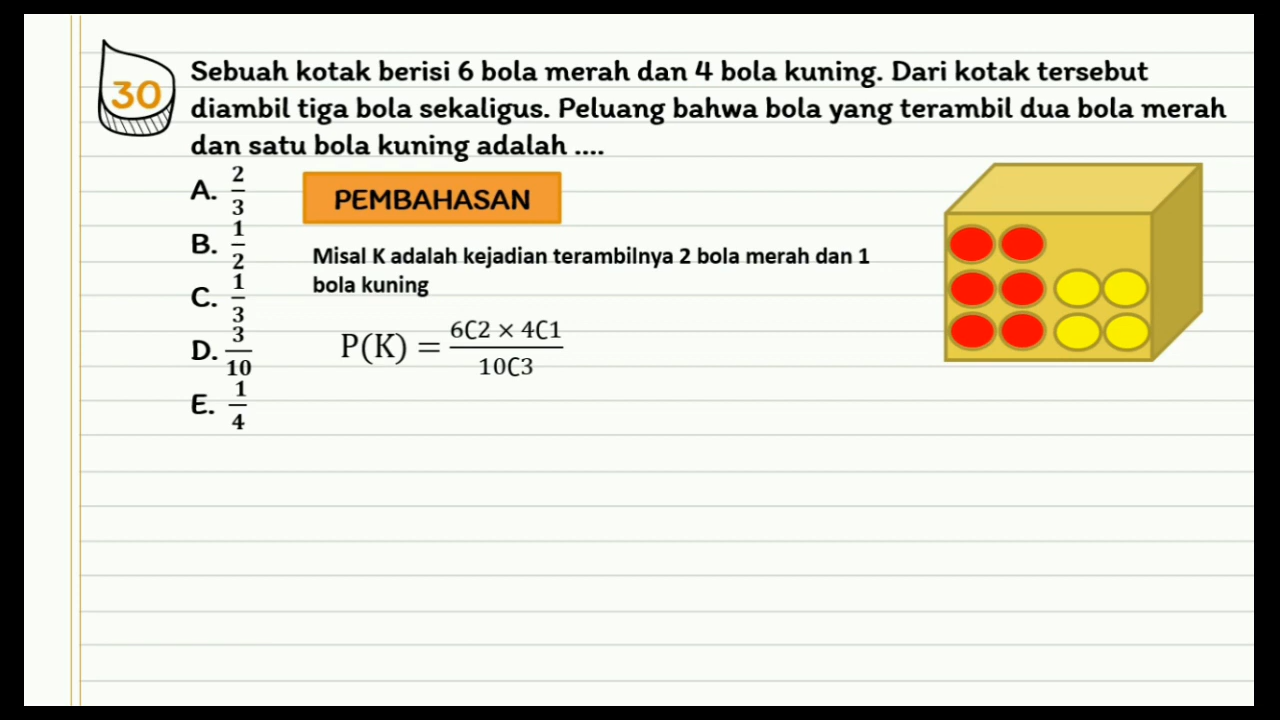 30
Sebuah kotak berisi 6 bola merah dan 4 bola kuning. Dari kotak tersebut
diambil tiga bola sekaligus. Peluang bahwa bola yang terambil dua bola merah
dan satu bola kuning adalah ....
A. 2/3
B. 1/2
C. 1/3
D. 3/10
E. 1/4
PEMBAHASAN
Misal K adalah kejadian terambilnya 2 bola merah dan 1
bola kuning
P(K) = (6C2 × 4C1)/10C3